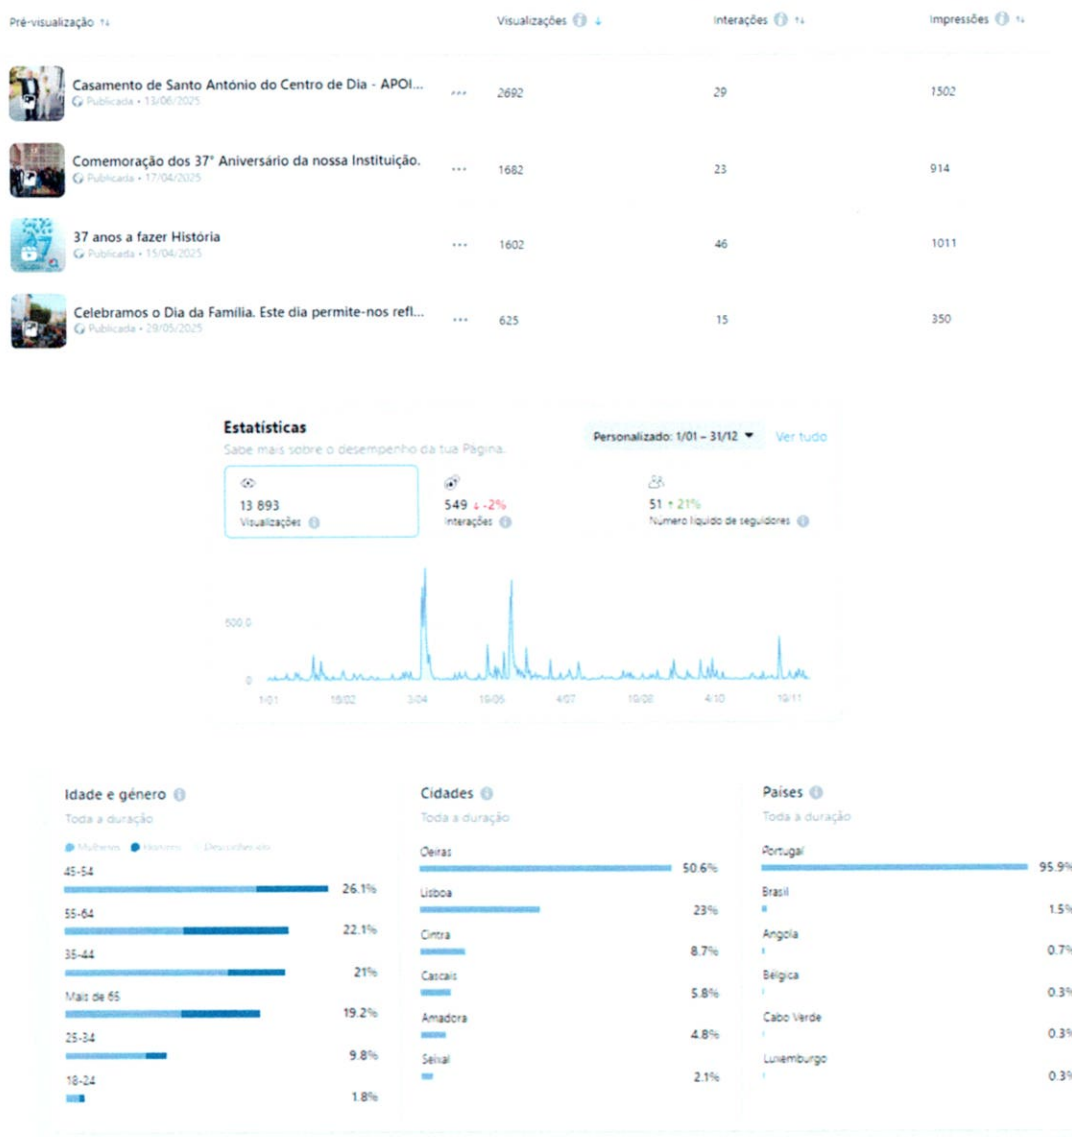 Pré-visualização ↑↓ Visualizações ↓ Interações ↑↓ Impressões ↑↓
Casamento de Santo António do Centro de Dia - APOI... ... 2692 29 1502
Publicada • 13/06/2025
Comemoração dos 37º Aniversário da nossa Instituição. ... 1682 23 914
Publicada • 17/04/2025
37 anos a fazer História ... 1602 46 1011
Publicada • 15/04/2025
Celebramos o Dia da Família. Este dia permite-nos refl... ... 625 15 350
Publicada • 29/05/2025
Estatísticas
Personalizado: 1/01 – 31/12 Ver tudo
Sabe mais sobre o desempenho da tua Página.
13 893 549 ↓ -2% 51 ↑ 21%
Visualizações Interações Número líquido de seguidores
500,0
0
1/01 16/02 3/04 19/05 4/07 19/08 4/10 19/11
Idade e género Cidades Países
Toda a duração Toda a duração Toda a duração
Mulheres Homens
45-54 Oeiras Portugal
26.1% 50.6% 95.9%
55-64 Lisboa Brasil
22.1% 23% 1.5%
35-44 Cintra Angola
21% 8.7% 0.7%
Mais de 65 Cascais Bélgica
19.2% 5.8% 0.3%
25-34 Amadora Cabo Verde
9.8% 4.8% 0.3%
18-24 Seixal Luxemburgo
1.8% 2.1% 0.3%